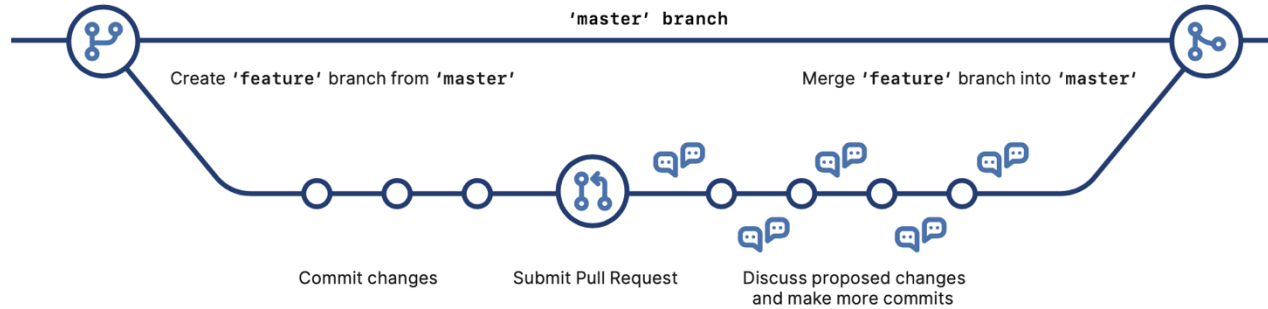 ‘master’ branch
Create ‘feature’ branch from ‘master’
Merge ‘feature’ branch into ‘master’
Commit changes
Submit Pull Request
Discuss proposed changes
and make more commits